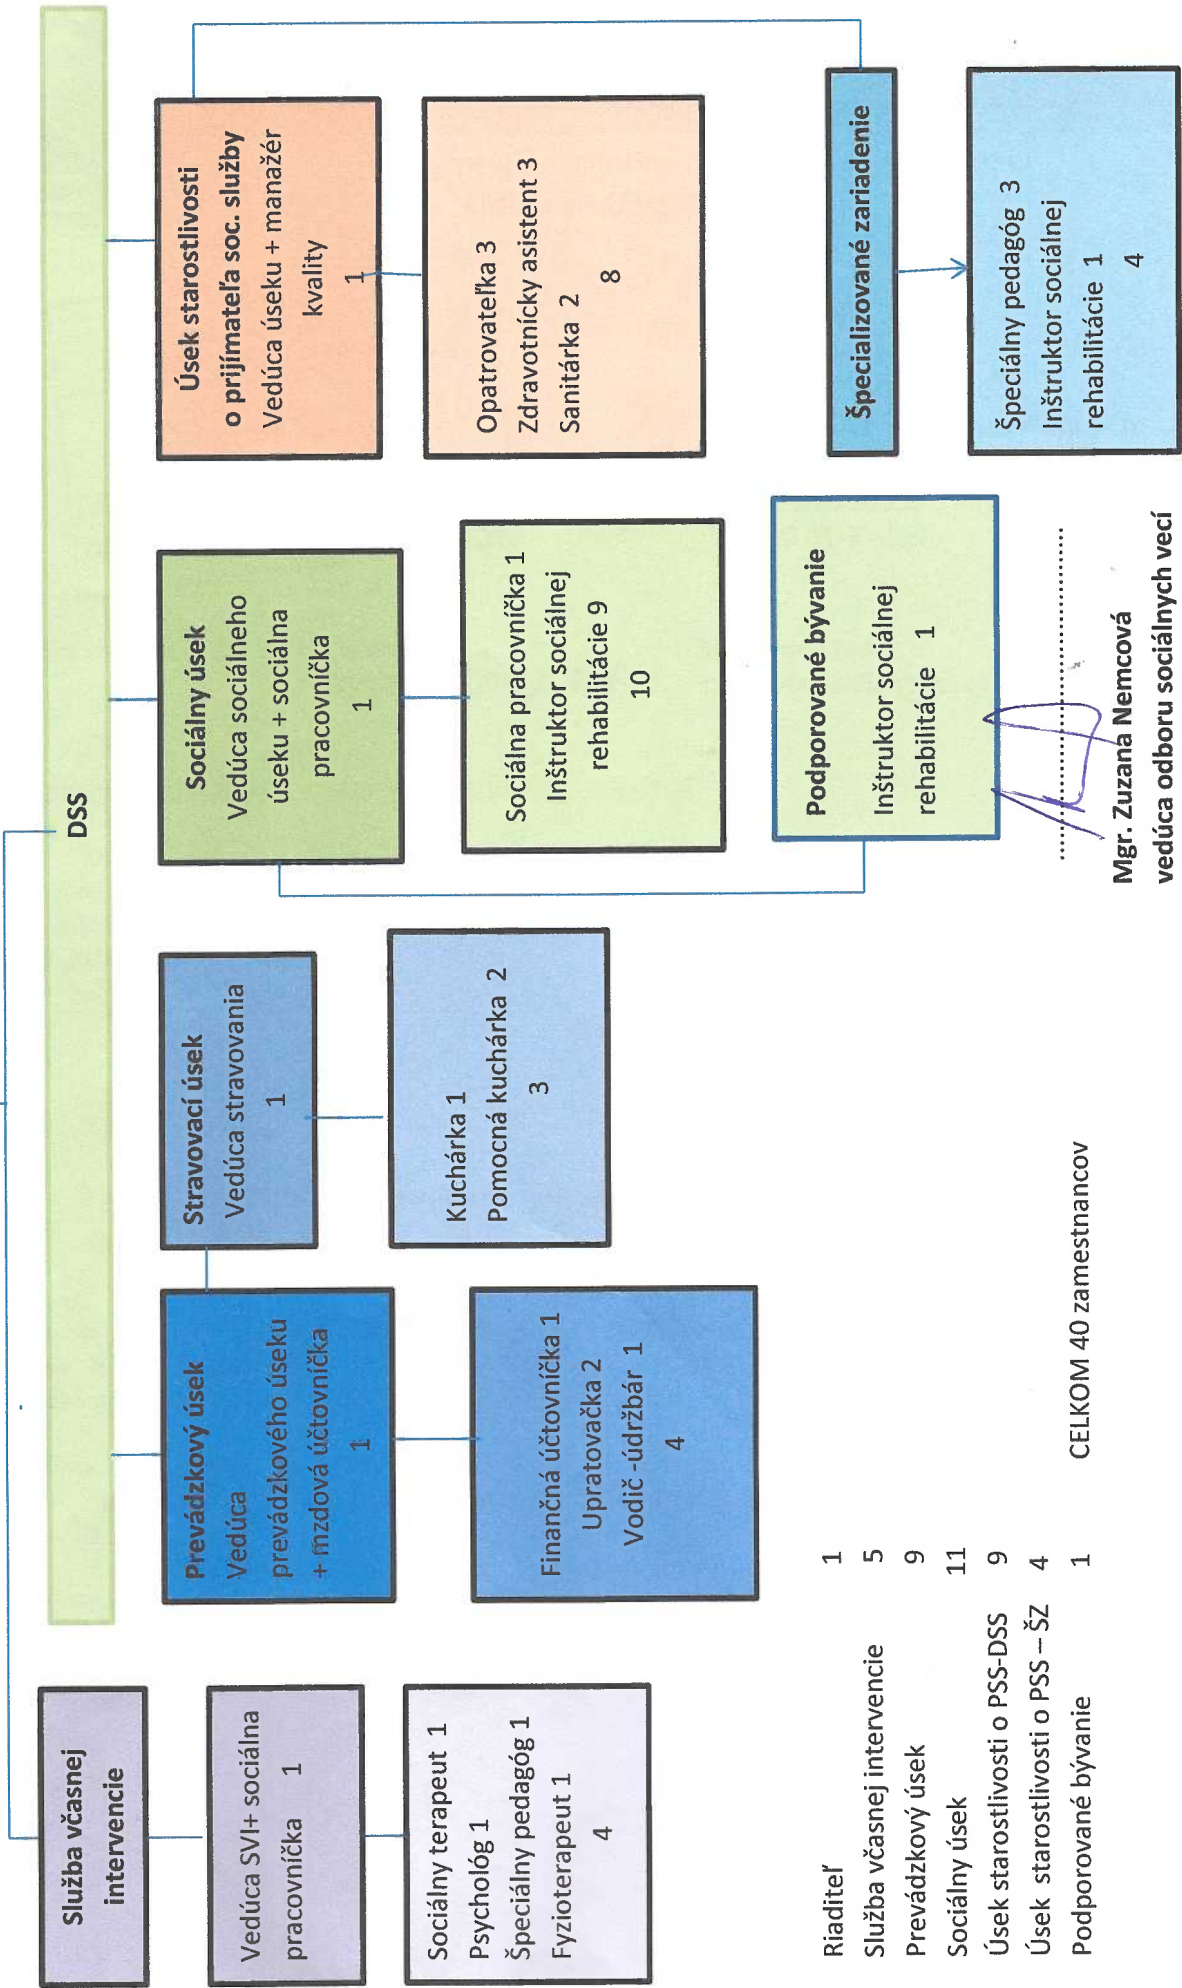 DSS
Služba včasnej
intervencie
Vedúca SVI+ sociálna
pracovníčka 1
Sociálny terapeut 1
Psychológ 1
Špeciálny pedagóg 1
Fyzioterapeut 1
4
Prevádzkový úsek
Vedúca
prevádzkového úseku
+ mzdová účtovníčka
1
Finančná účtovníčka 1
Upratovačka 2
Vodič -údržbár 1
4
Stravovací úsek
Vedúca stravovania
1
Kuchárka 1
Pomocná kuchárka 2
3
Sociálny úsek
Vedúca sociálneho
úseku + sociálna
pracovníčka
1
Sociálna pracovníčka 1
Inštruktor sociálnej
rehabilitácie 9
10
Podporované bývanie
Inštruktor sociálnej
rehabilitácie 1
Úsek starostlivosti
o prijímateľa soc. služby
Vedúca úseku + manažér
kvality
1
Opatrovateľka 3
Zdravotnícky asistent 3
Sanitárka 2
8
Špecializované zariadenie
Špeciálny pedagóg 3
Inštruktor sociálnej
rehabilitácie 1
4
Riaditeľ 1
Služba včasnej intervencie 5
Prevádzkový úsek 9
Sociálny úsek 11
Úsek starostlivosti o PSS-DSS 9
Úsek starostlivosti o PSS – ŠZ 4
Podporované bývanie 1 CELKOM 40 zamestnancov
Mgr. Zuzana Nemcová
vedúca odboru sociálnych vecí